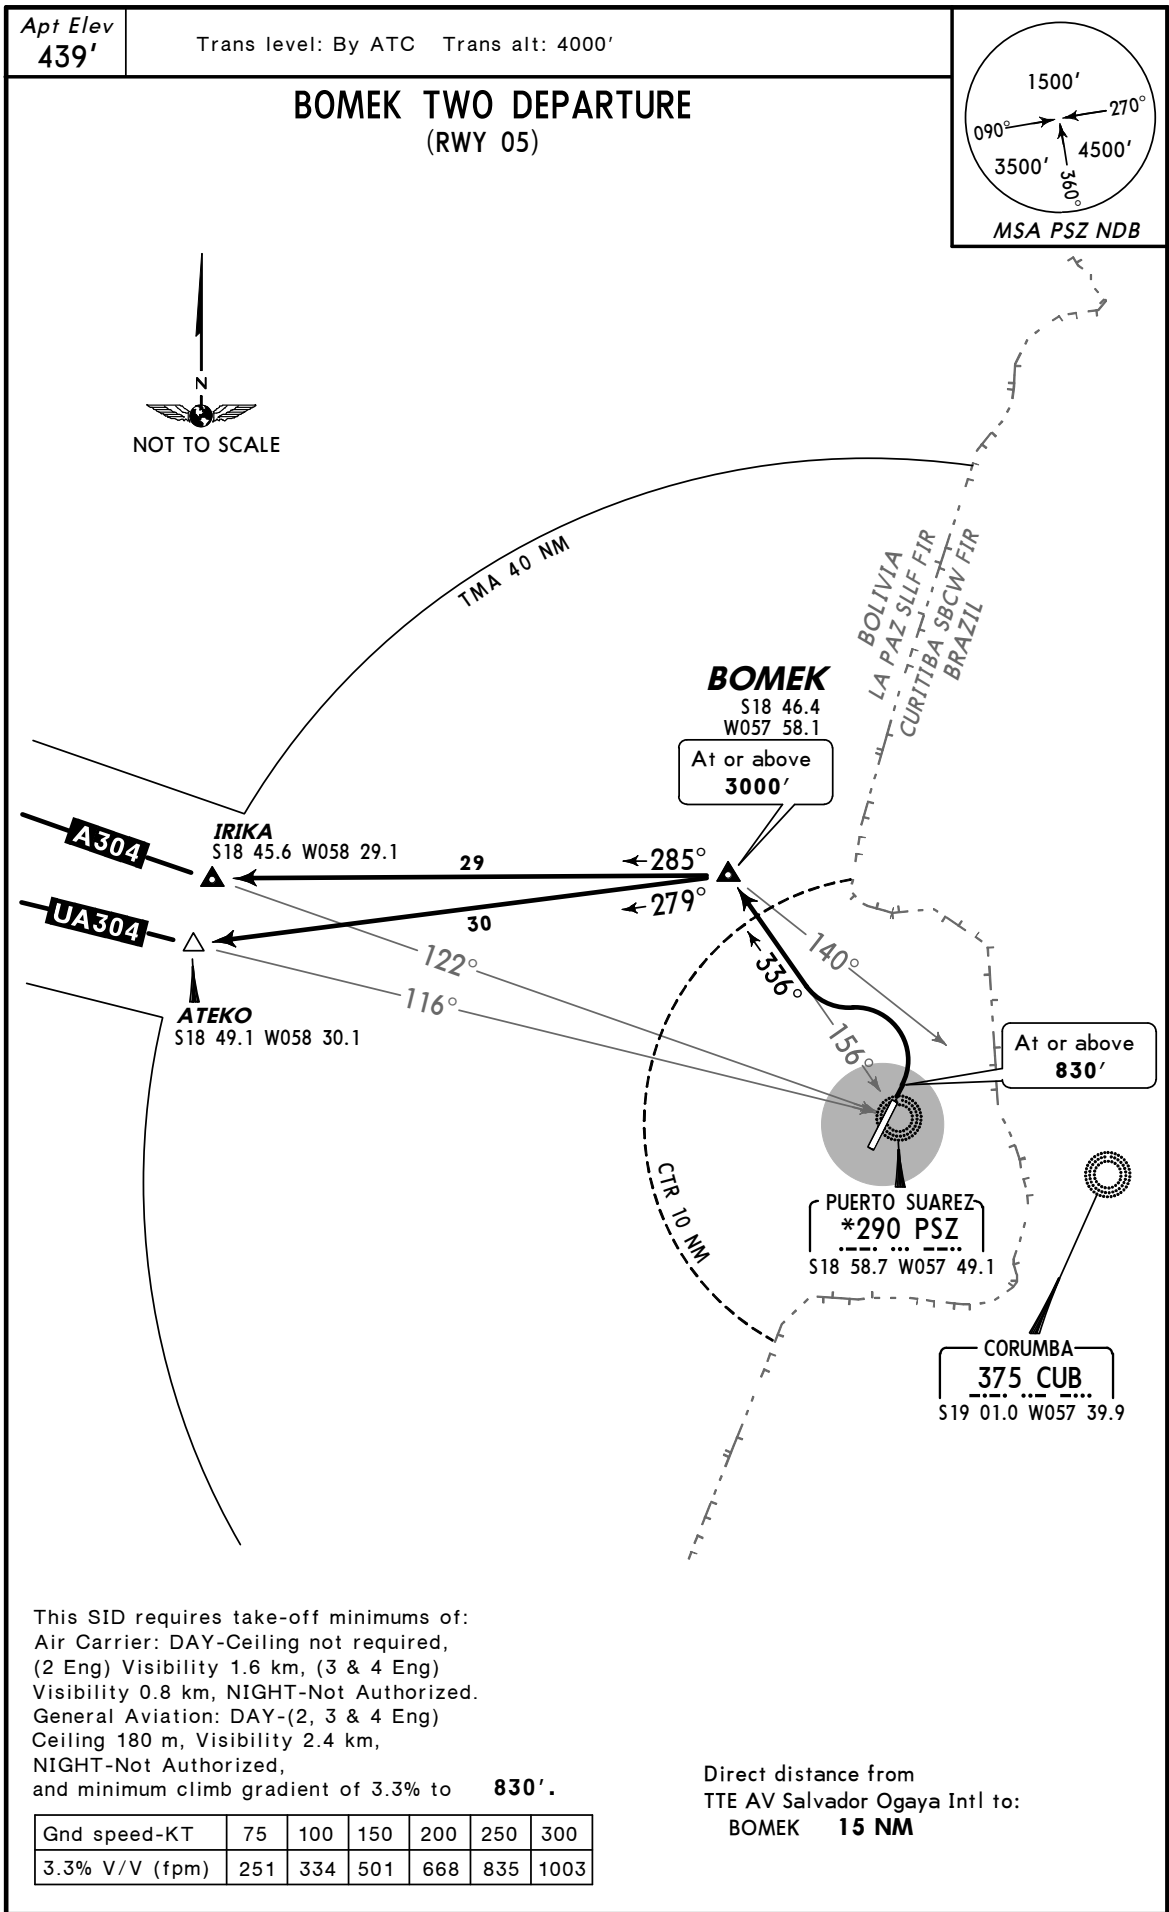 Apt Elev
439'
Trans level: By ATC Trans alt: 4000'
BOMEK TWO DEPARTURE
(RWY 05)
1500'
270°
090°
4500'
3500'
360°
MSA PSZ NDB
N
NOT TO SCALE
TMA 40 NM
BOLIVIA
LA PAZ SLLF FIR
CURITIBA SBCW FIR
BRAZIL
BOMEK
S18 46.4
W057 58.1
At or above
3000'
A304
IRIKA
S18 45.6 W058 29.1
29
285°
279°
UA304
30
122°
116°
ATEKO
S18 49.1 W058 30.1
140°
336°
156°
At or above
830'
CTR 10 NM
PUERTO SUAREZ
*290 PSZ
S18 58.7 W057 49.1
CORUMBA
375 CUB
S19 01.0 W057 39.9
This SID requires take-off minimums of:
Air Carrier: DAY-Ceiling not required,
(2 Eng) Visibility 1.6 km, (3 & 4 Eng)
Visibility 0.8 km, NIGHT-Not Authorized.
General Aviation: DAY-(2, 3 & 4 Eng)
Ceiling 180 m, Visibility 2.4 km,
NIGHT-Not Authorized,
and minimum climb gradient of 3.3% to 830'.
Gnd speed-KT 75 100 150 200 250 300
3.3% V/V (fpm) 251 334 501 668 835 1003
Direct distance from
TTE AV Salvador Ogaya Intl to:
BOMEK 15 NM